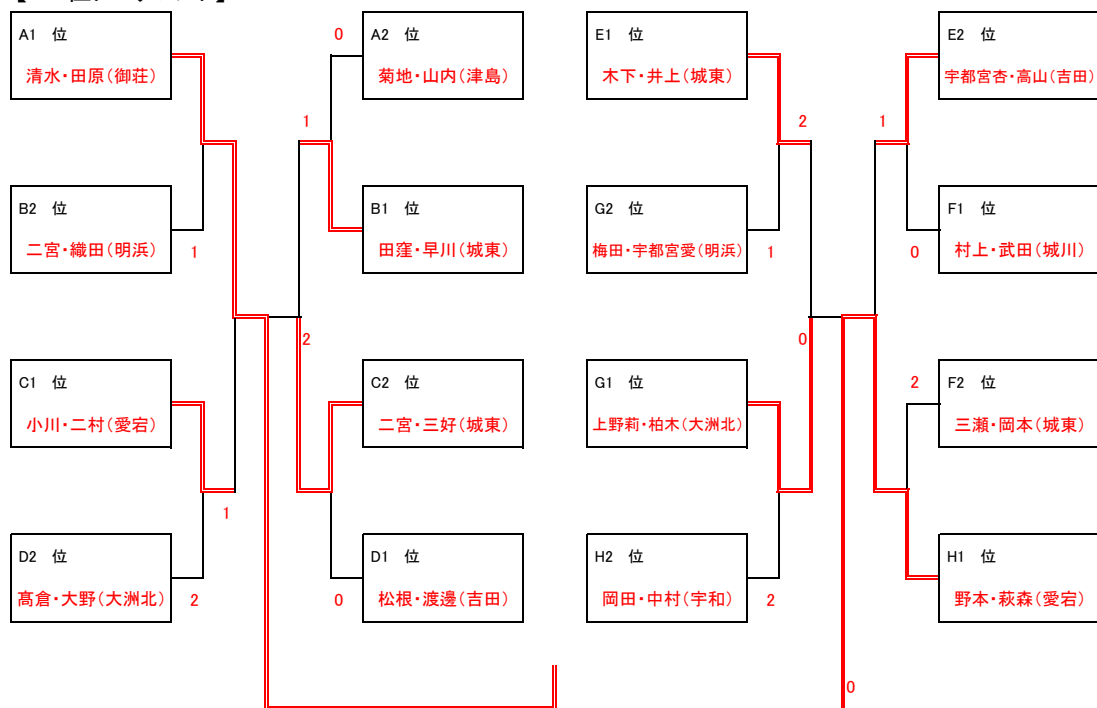 A1 位
清水・田原(御荘)
0
A2 位
菊地・山内(津島)
E1 位
木下・井上(城東)
E2 位
宇都宮杏・高山(吉田)
1
2
1
B2 位
二宮・織田(明浜)
1
B1 位
田窪・早川(城東)
G2 位
梅田・宇都宮愛(明浜)
1
F1 位
村上・武田(城川)
0
2
0
C1 位
小川・二村(愛宕)
C2 位
二宮・三好(城東)
G1 位
上野莉・柏木(大洲北)
2
F2 位
三瀬・岡本(城東)
1
D2 位
髙倉・大野(大洲北)
2
0
D1 位
松根・渡邊(吉田)
H2 位
岡田・中村(宇和)
2
H1 位
野本・萩森(愛宕)
0